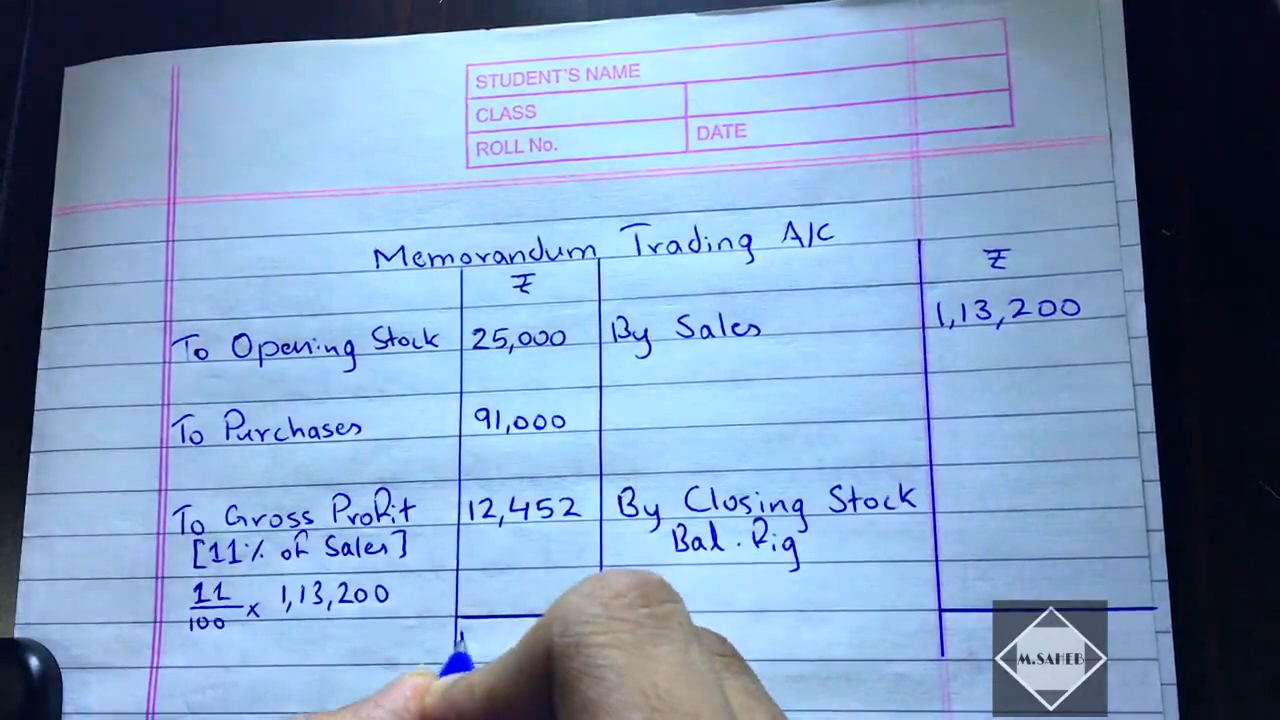 STUDENT'S NAME
CLASS
ROLL No. DATE
Memorandum Trading A/C
₹ ₹
To Opening Stock 25,000 By Sales 1,13,200
To Purchases 91,000
To Gross Profit 12,452 By Closing Stock
[11% of Sales] Bal. Fig
11/100 x 1,13,200
M.SAHEB